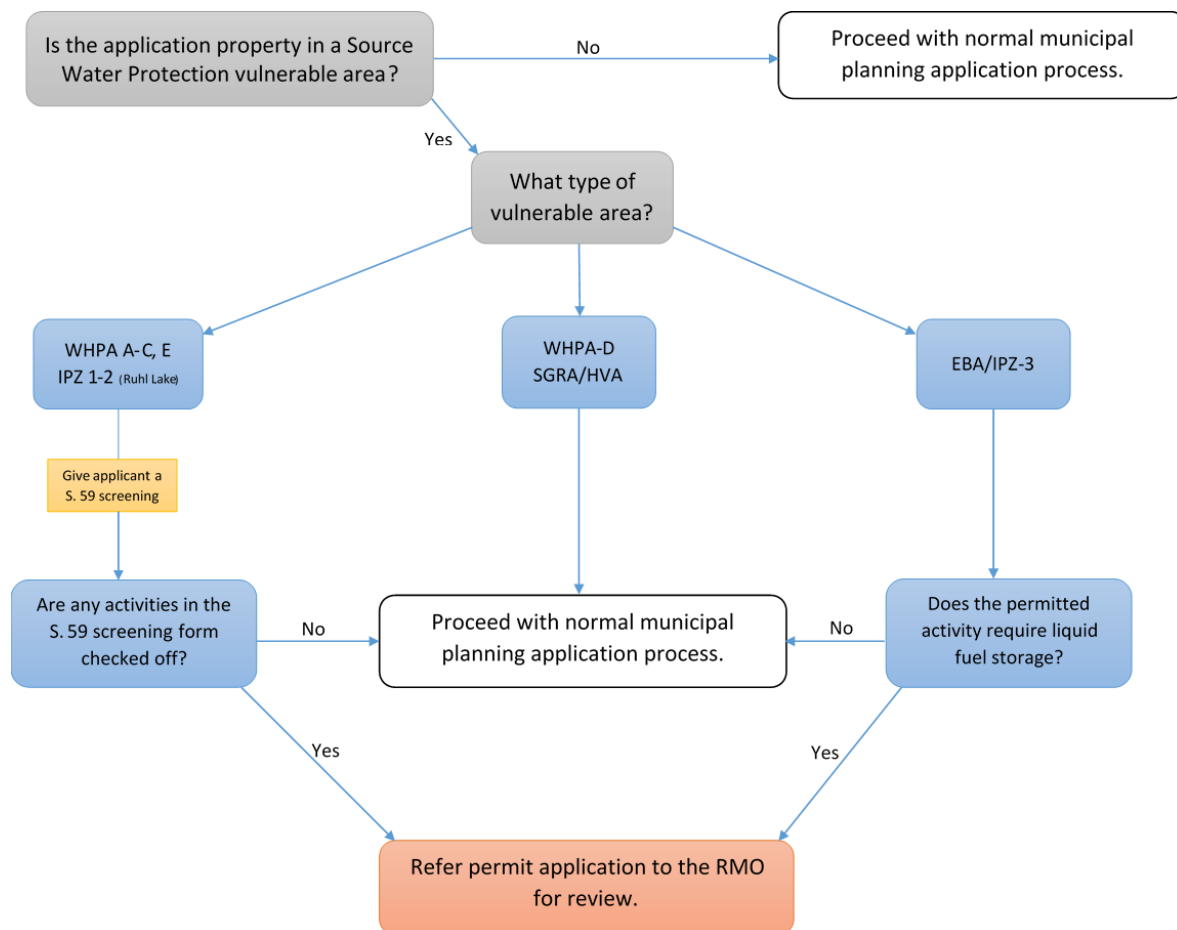 Is the application property in a Source
Water Protection vulnerable area?
No
Proceed with normal municipal
planning application process.
Yes
What type of
vulnerable area?
WHPA A-C, E
IPZ 1-2 (Ruhl Lake)
WHPA-D
SGRA/HVA
EBA/IPZ-3
Give applicant a
S. 59 screening
Are any activities in the
S. 59 screening form
checked off?
No
Proceed with normal municipal
planning application process.
No
Does the permitted
activity require liquid
fuel storage?
Yes
Yes
Refer permit application to the RMO
for review.